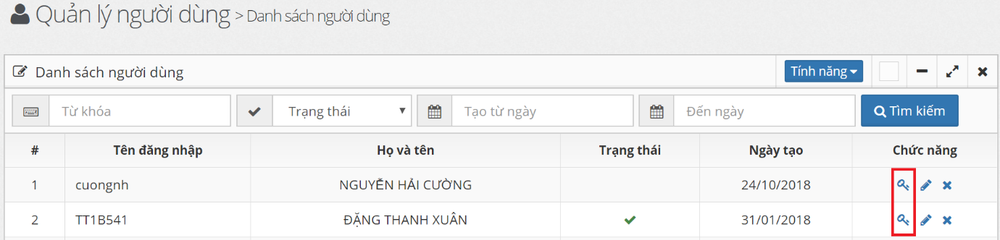 Quản lý người dùng > Danh sách người dùng
Danh sách người dùng Tính năng
Từ khóa Trạng thái Tạo từ ngày Đến ngày Tìm kiếm
# Tên đăng nhập Họ và tên Trạng thái Ngày tạo Chức năng
1 cuongnh NGUYỄN HẢI CƯỜNG 24/10/2018
2 TT1B541 ĐẶNG THANH XUÂN 31/01/2018